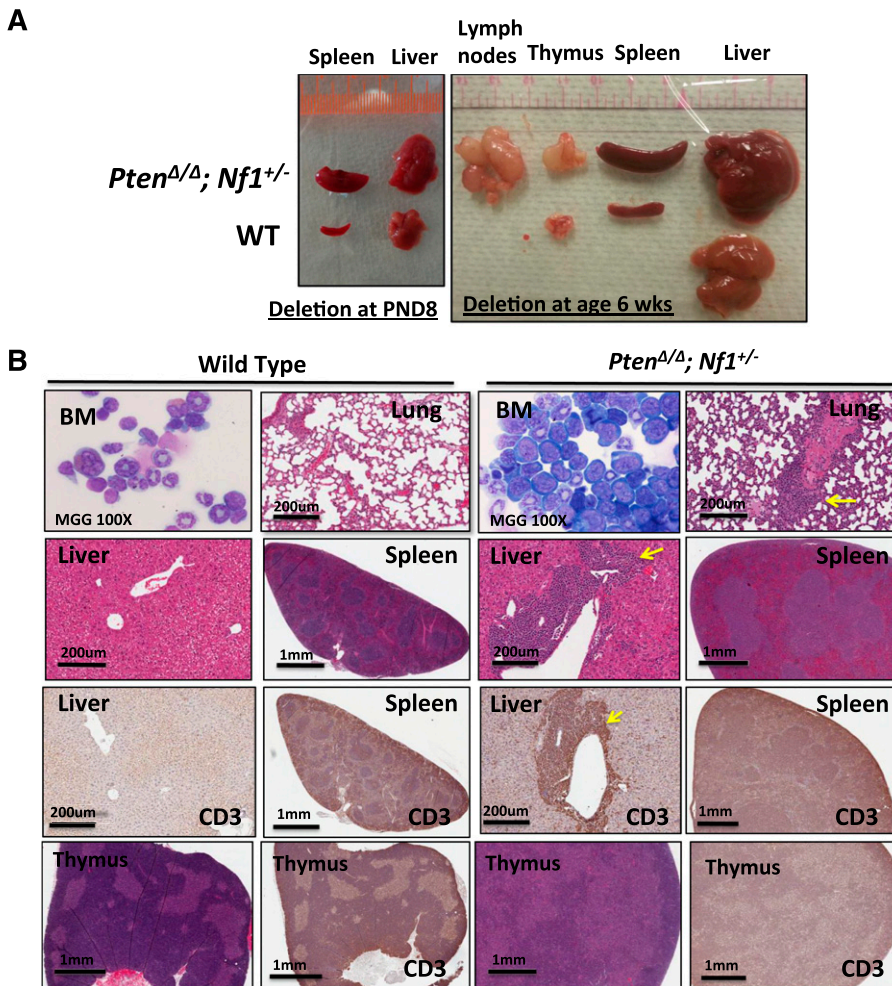 A
Spleen Liver
Lymph
nodes Thymus Spleen Liver
Pten^Δ/Δ; Nf1^+/-
WT
Deletion at PND8
Deletion at age 6 wks
B
Wild Type
Pten^Δ/Δ; Nf1^+/-
BM
MGG 100X
Lung
200um
BM
MGG 100X
Lung
200um
Liver
200um
Spleen
1mm
Liver
200um
Spleen
1mm
Liver
200um
CD3
Spleen
1mm
CD3
Liver
200um
CD3
Spleen
1mm
CD3
Thymus
1mm
Thymus
1mm
CD3
Thymus
1mm
Thymus
1mm
CD3